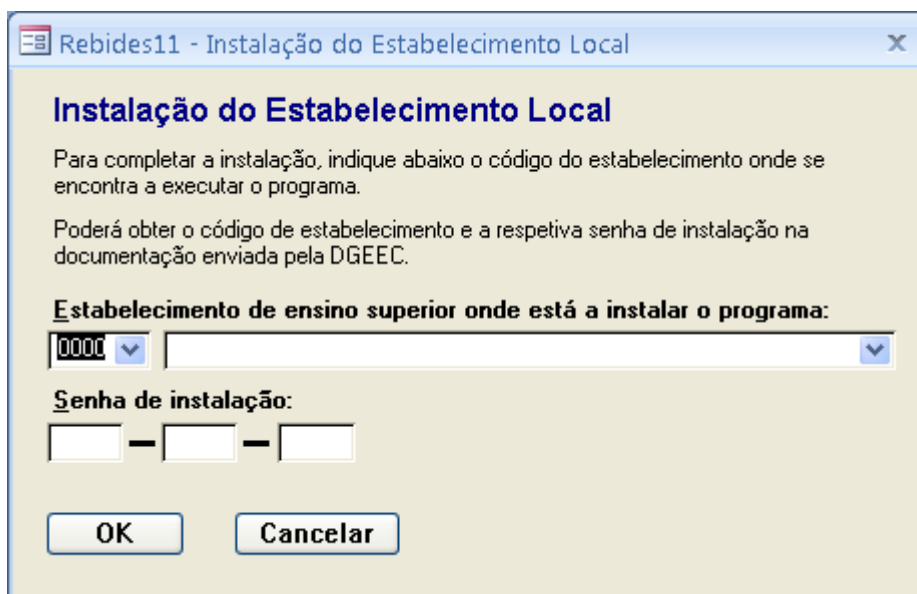 Rebides11 - Instalação do Estabelecimento Local
Instalação do Estabelecimento Local
Para completar a instalação, indique abaixo o código do estabelecimento onde se
encontra a executar o programa.
Poderá obter o código de estabelecimento e a respetiva senha de instalação na
documentação enviada pela DGEEC.
Estabelecimento de ensino superior onde está a instalar o programa:
0000
Senha de instalação:
OK Cancelar